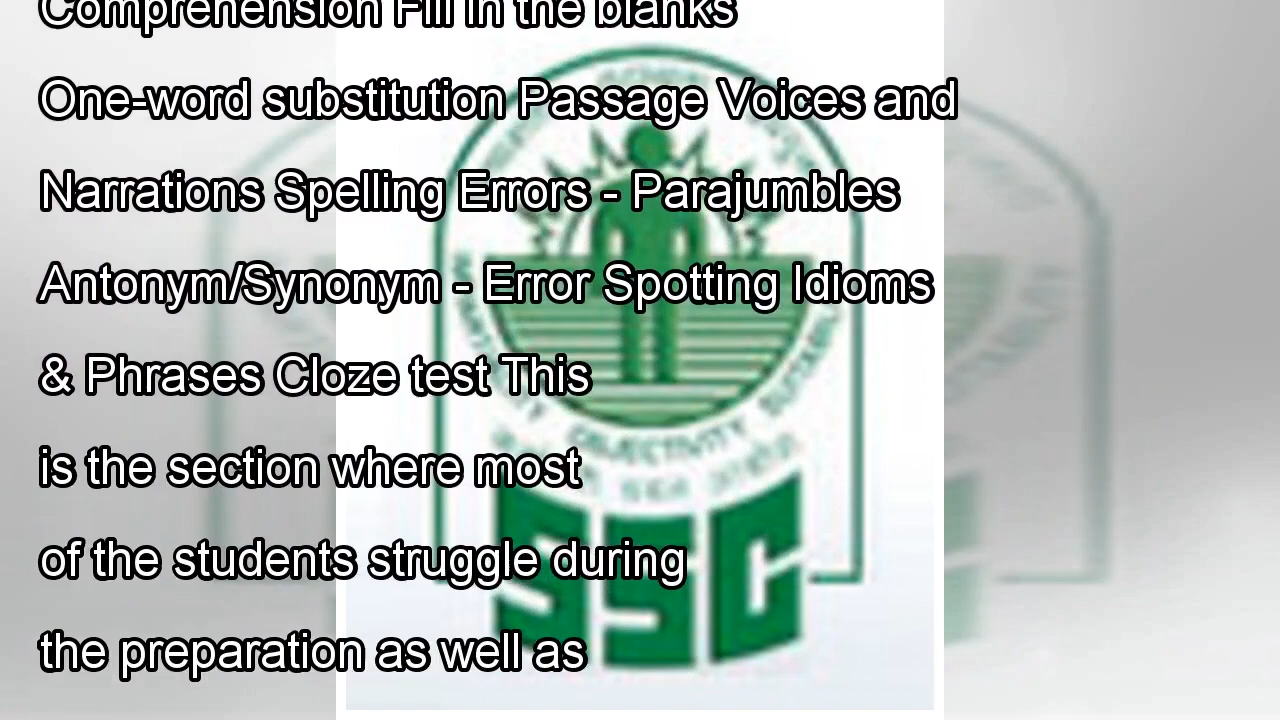 Comprehension Fill in the blanks
One-word substitution Passage Voices and
Narrations Spelling Errors - Parajumbles
Antonym/Synonym - Error Spotting Idioms
& Phrases Cloze test This
is the section where most
of the students struggle during
the preparation as well as
OBJECTIVITY
SSC